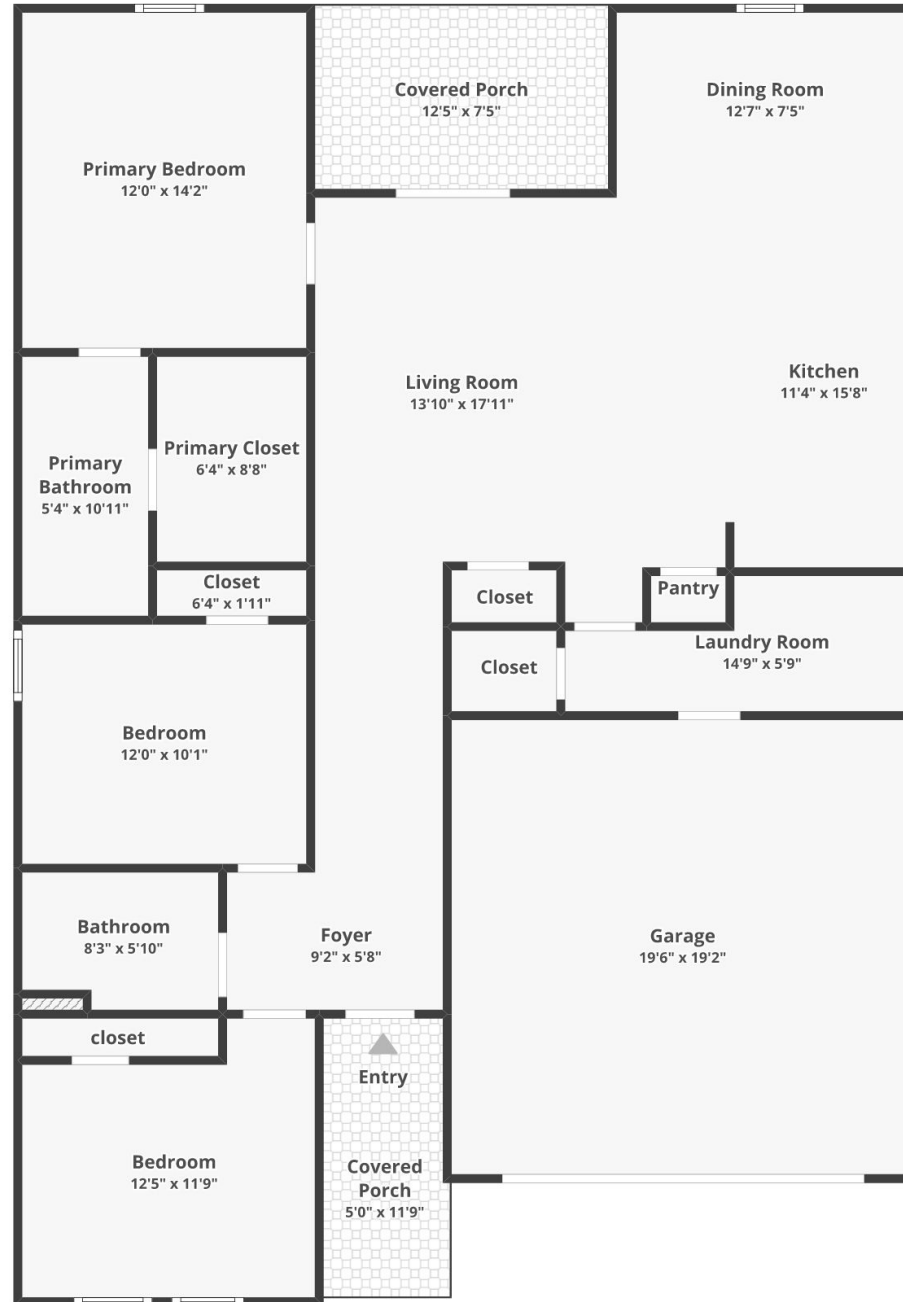 Covered Porch
12'5" x 7'5"
Dining Room
12'7" x 7'5"
Primary Bedroom
12'0" x 14'2"
Living Room
13'10" x 17'11"
Kitchen
11'4" x 15'8"
Primary Closet
6'4" x 8'8"
Primary
Bathroom
5'4" x 10'11"
Closet
6'4" x 1'11"
Closet
Pantry
Closet
Laundry Room
14'9" x 5'9"
Bedroom
12'0" x 10'1"
Bathroom
8'3" x 5'10"
Foyer
9'2" x 5'8"
Garage
19'6" x 19'2"
closet
Entry
Bedroom
12'5" x 11'9"
Covered
Porch
5'0" x 11'9"